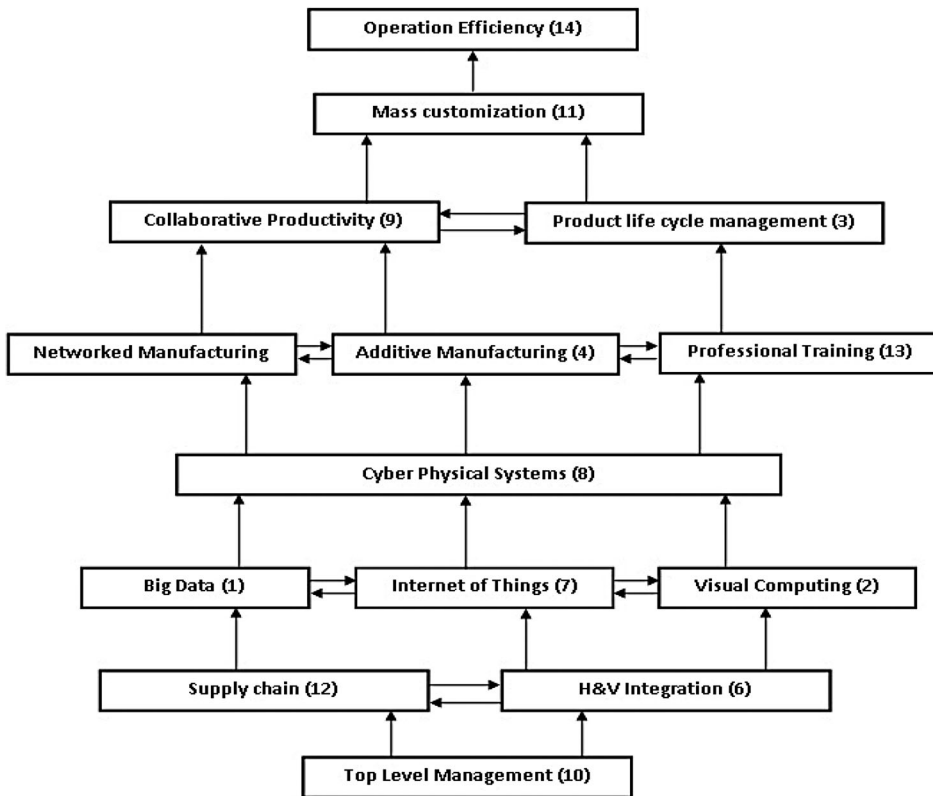 Operation Efficiency (14)
Mass customization (11)
Collaborative Productivity (9)
Product life cycle management (3)
Networked Manufacturing
Additive Manufacturing (4)
Professional Training (13)
Cyber Physical Systems (8)
Big Data (1)
Internet of Things (7)
Visual Computing (2)
Supply chain (12)
H&V Integration (6)
Top Level Management (10)